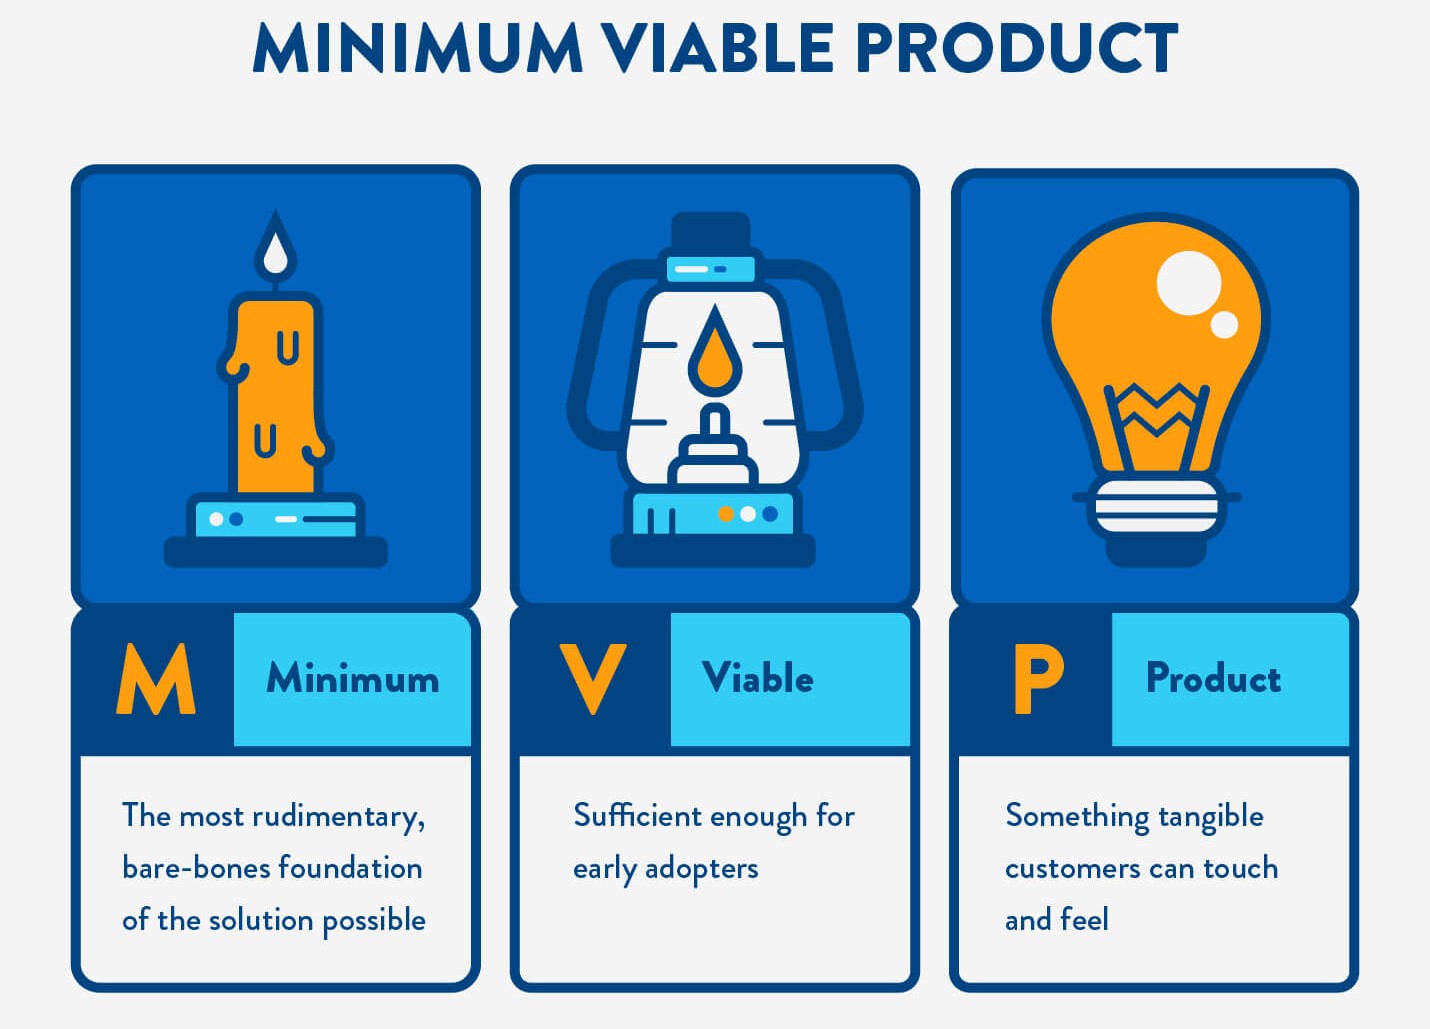 MINIMUM VIABLE PRODUCT
M
Minimum
The most rudimentary,
bare-bones foundation
of the solution possible
V
Viable
Sufficient enough for
early adopters
P
Product
Something tangible
customers can touch
and feel